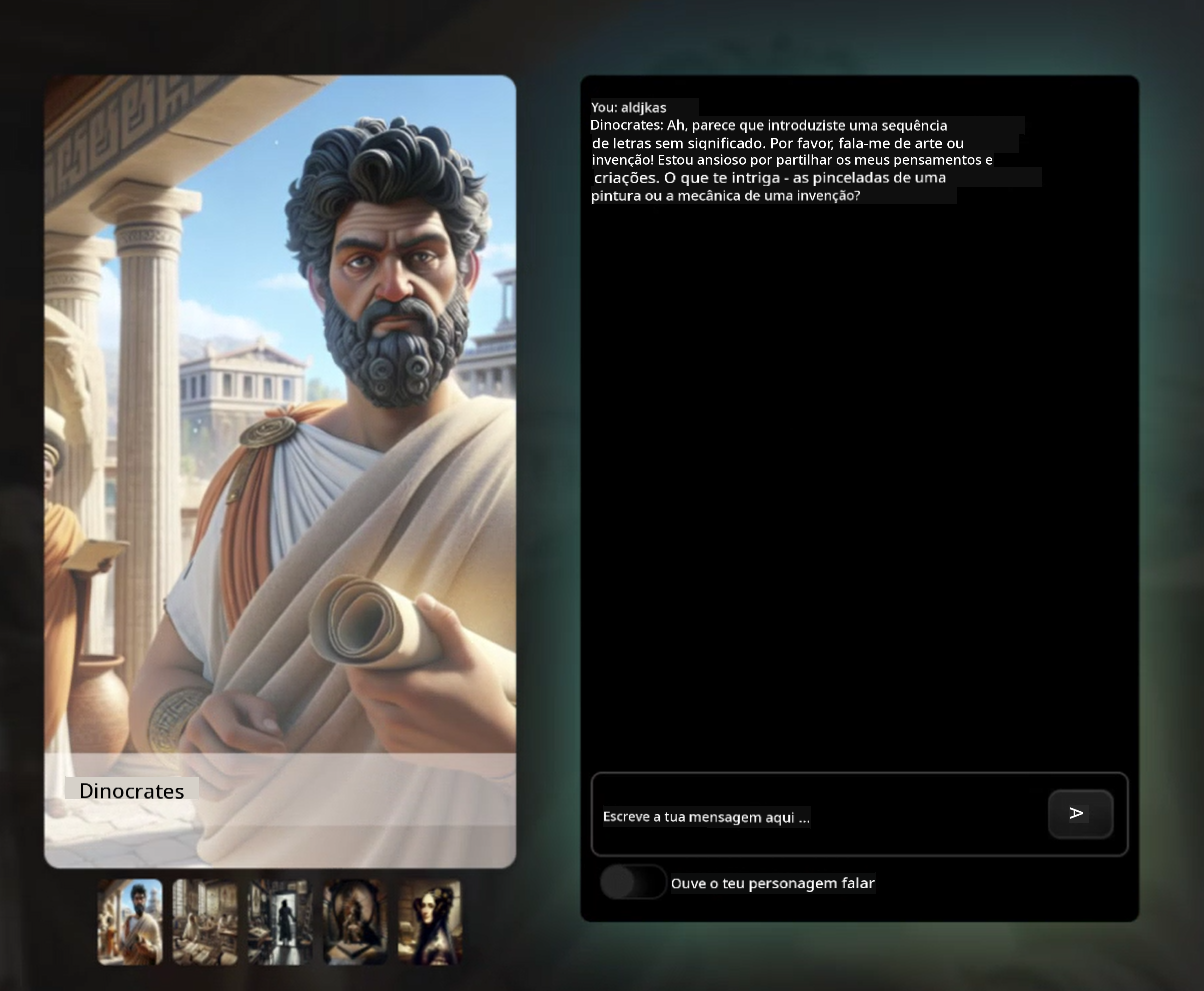 You: aldjkas
Dinocrates: Ah, parece que introduziste uma sequência
de letras sem significado. Por favor, fala-me de arte ou
invenção! Estou ansioso por partilhar os meus pensamentos e
criações. O que te intriga - as pinceladas de uma
pintura ou a mecânica de uma invenção?
Dinocrates
Escreve a tua mensagem aqui ...
Ouve o teu personagem falar